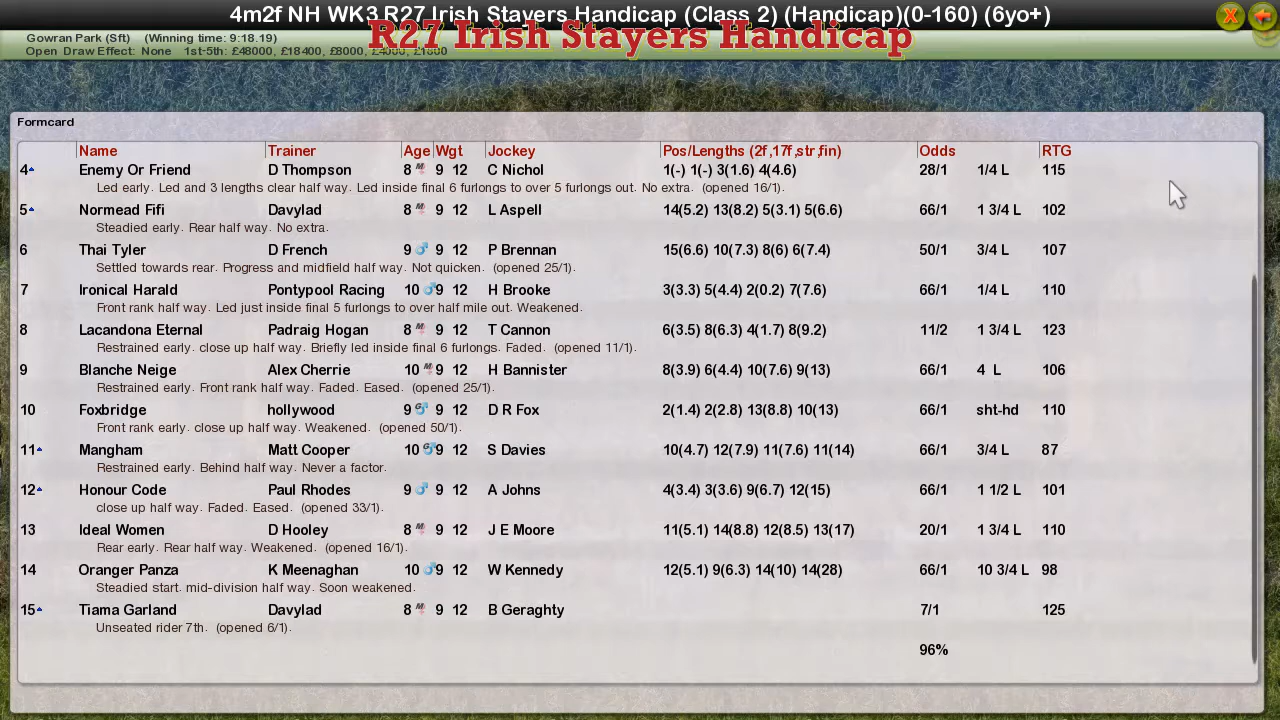 4m2f NH WK3 R27 Irish Stayers Handicap (Class 2) (Handicap)(0-160) (6yo+)
R27 Irish Stayers Handicap
Gowran Park (Sft) (Winning time: 9:18.19)
Open Draw Effect: None 1st-5th: £48000, £18400, £8000, £4000, £1600
Formcard
Name Trainer Age Wgt Jockey Pos/Lengths (2f,17f,str,fin) Odds RTG
4 Enemy Or Friend D Thompson 8 9 12 C Nichol 1(-) 1(-) 3(1.6) 4(4.6) 28/1 1/4 L 115
Led early. Led and 3 lengths clear half way. Led inside final 6 furlongs to over 5 furlongs out. No extra. (opened 16/1).
5 Normead Fifi Davylad 8 9 12 L Aspell 14(5.2) 13(8.2) 5(3.1) 5(6.6) 66/1 1 3/4 L 102
Steadied early. Rear half way. No extra.
6 Thai Tyler D French 9 9 12 P Brennan 15(6.6) 10(7.3) 8(6) 6(7.4) 50/1 3/4 L 107
Settled towards rear. Progress and midfield half way. Not quicken. (opened 25/1).
7 Ironical Harald Pontypool Racing 10 9 12 H Brooke 3(3.3) 5(4.4) 2(0.2) 7(7.6) 66/1 1/4 L 110
Front rank half way. Led just inside final 5 furlongs to over half mile out. Weakened.
8 Lacandona Eternal Padraig Hogan 8 9 12 T Cannon 6(3.5) 8(6.3) 4(1.7) 8(9.2) 11/2 1 3/4 L 123
Restrained early. close up half way. Briefly led inside final 6 furlongs. Faded. (opened 11/1).
9 Blanche Neige Alex Cherrie 10 9 12 H Bannister 8(3.9) 6(4.4) 10(7.6) 9(13) 66/1 4 L 106
Restrained early. Front rank half way. Faded. Eased. (opened 25/1).
10 Foxbridge hollywood 9 9 12 D R Fox 2(1.4) 2(2.8) 13(8.8) 10(13) 66/1 sht-hd 110
Front rank early. close up half way. Weakened. (opened 50/1).
11 Mangham Matt Cooper 10 9 12 S Davies 10(4.7) 12(7.9) 11(7.6) 11(14) 66/1 3/4 L 87
Restrained early. Behind half way. Never a factor.
12 Honour Code Paul Rhodes 9 9 12 A Johns 4(3.4) 3(3.6) 9(6.7) 12(15) 66/1 1 1/2 L 101
close up half way. Faded. Eased. (opened 33/1).
13 Ideal Women D Hooley 8 9 12 J E Moore 11(5.1) 14(8.8) 12(8.5) 13(17) 20/1 1 3/4 L 110
Rear early. Rear half way. Weakened. (opened 16/1).
14 Oranger Panza K Meenaghan 10 9 12 W Kennedy 12(5.1) 9(6.3) 14(10) 14(28) 66/1 10 3/4 L 98
Steadied start. mid-division half way. Soon weakened.
15 Tiama Garland Davylad 8 9 12 B Geraghty 7/1 125
Unseated rider 7th. (opened 6/1).
96%